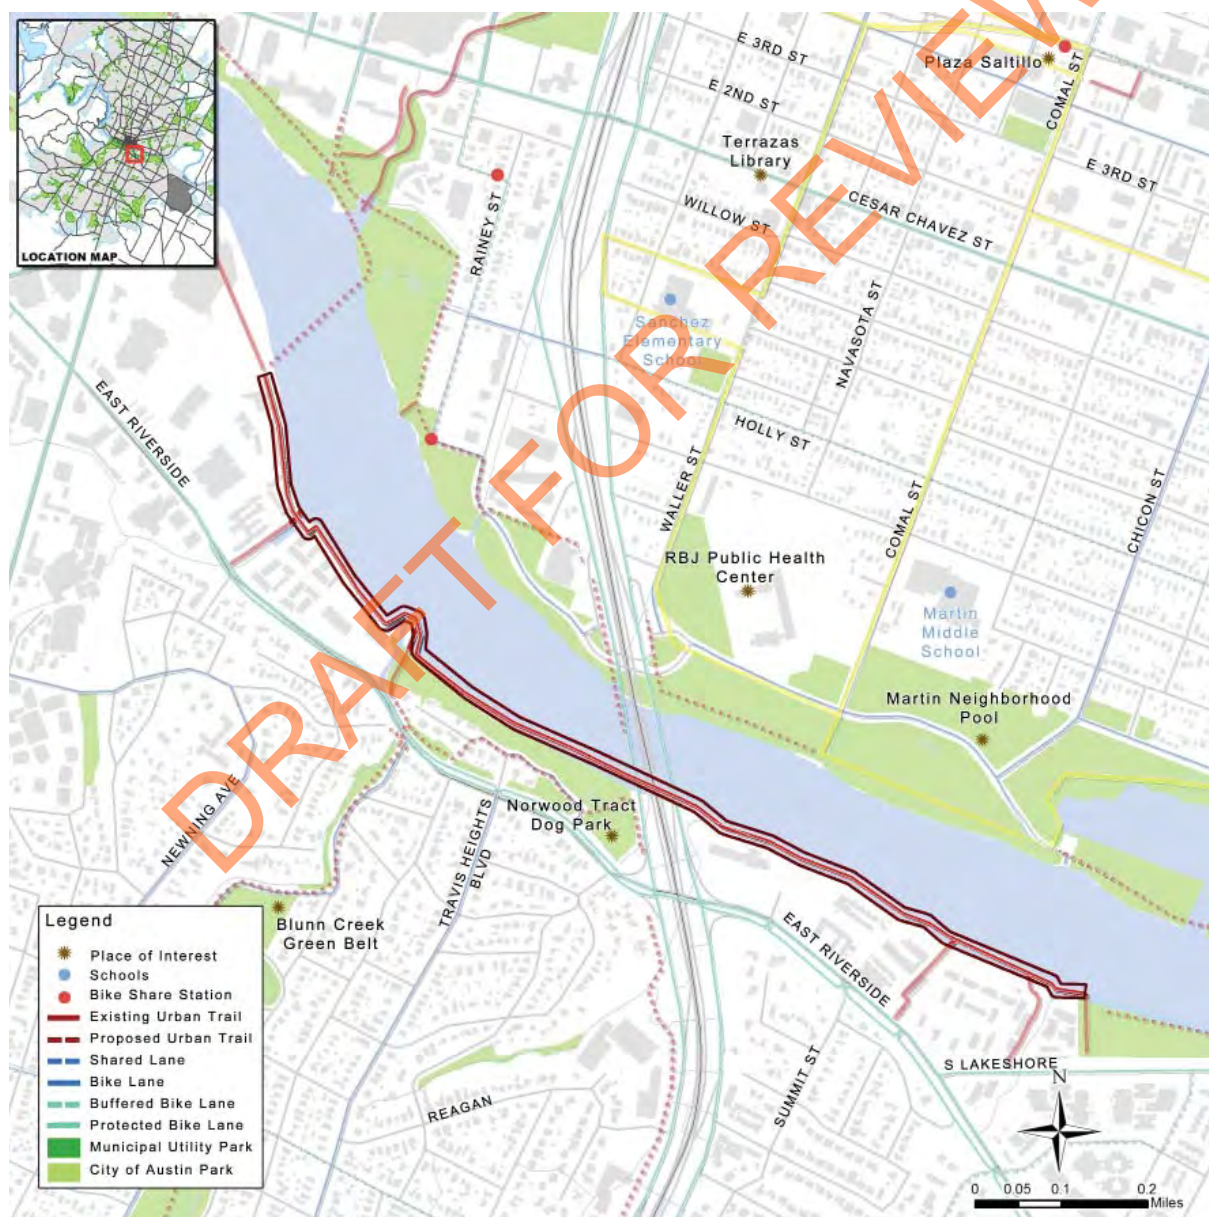 LOCATION MAP
E 3RD ST
Plaza Saltillo
COMAL ST
E 2ND ST
Terrazas
Library
E 3RD ST
CESAR CHAVEZ ST
WILLOW ST
RAINEY ST
Sanchez
Elementary
School
NAVASOTA ST
EAST RIVERSIDE
HOLLY ST
WALLER ST
COMAL ST
CHICON ST
RBJ Public Health
Center
Martin
Middle
School
Martin Neighborhood
Pool
NEWNING AVE
TRAVIS HEIGHTS
BLVD
Norwood Tract
Dog Park
Blunn Creek
Green Belt
EAST RIVERSIDE
S LAKESHORE
SUMMIT ST
REAGAN
DRAFT FOR REVIEW
Legend
Place of Interest
Schools
Bike Share Station
Existing Urban Trail
Proposed Urban Trail
Shared Lane
Bike Lane
Buffered Bike Lane
Protected Bike Lane
Municipal Utility Park
City of Austin Park
N
0 0.05 0.1 0.2
Miles